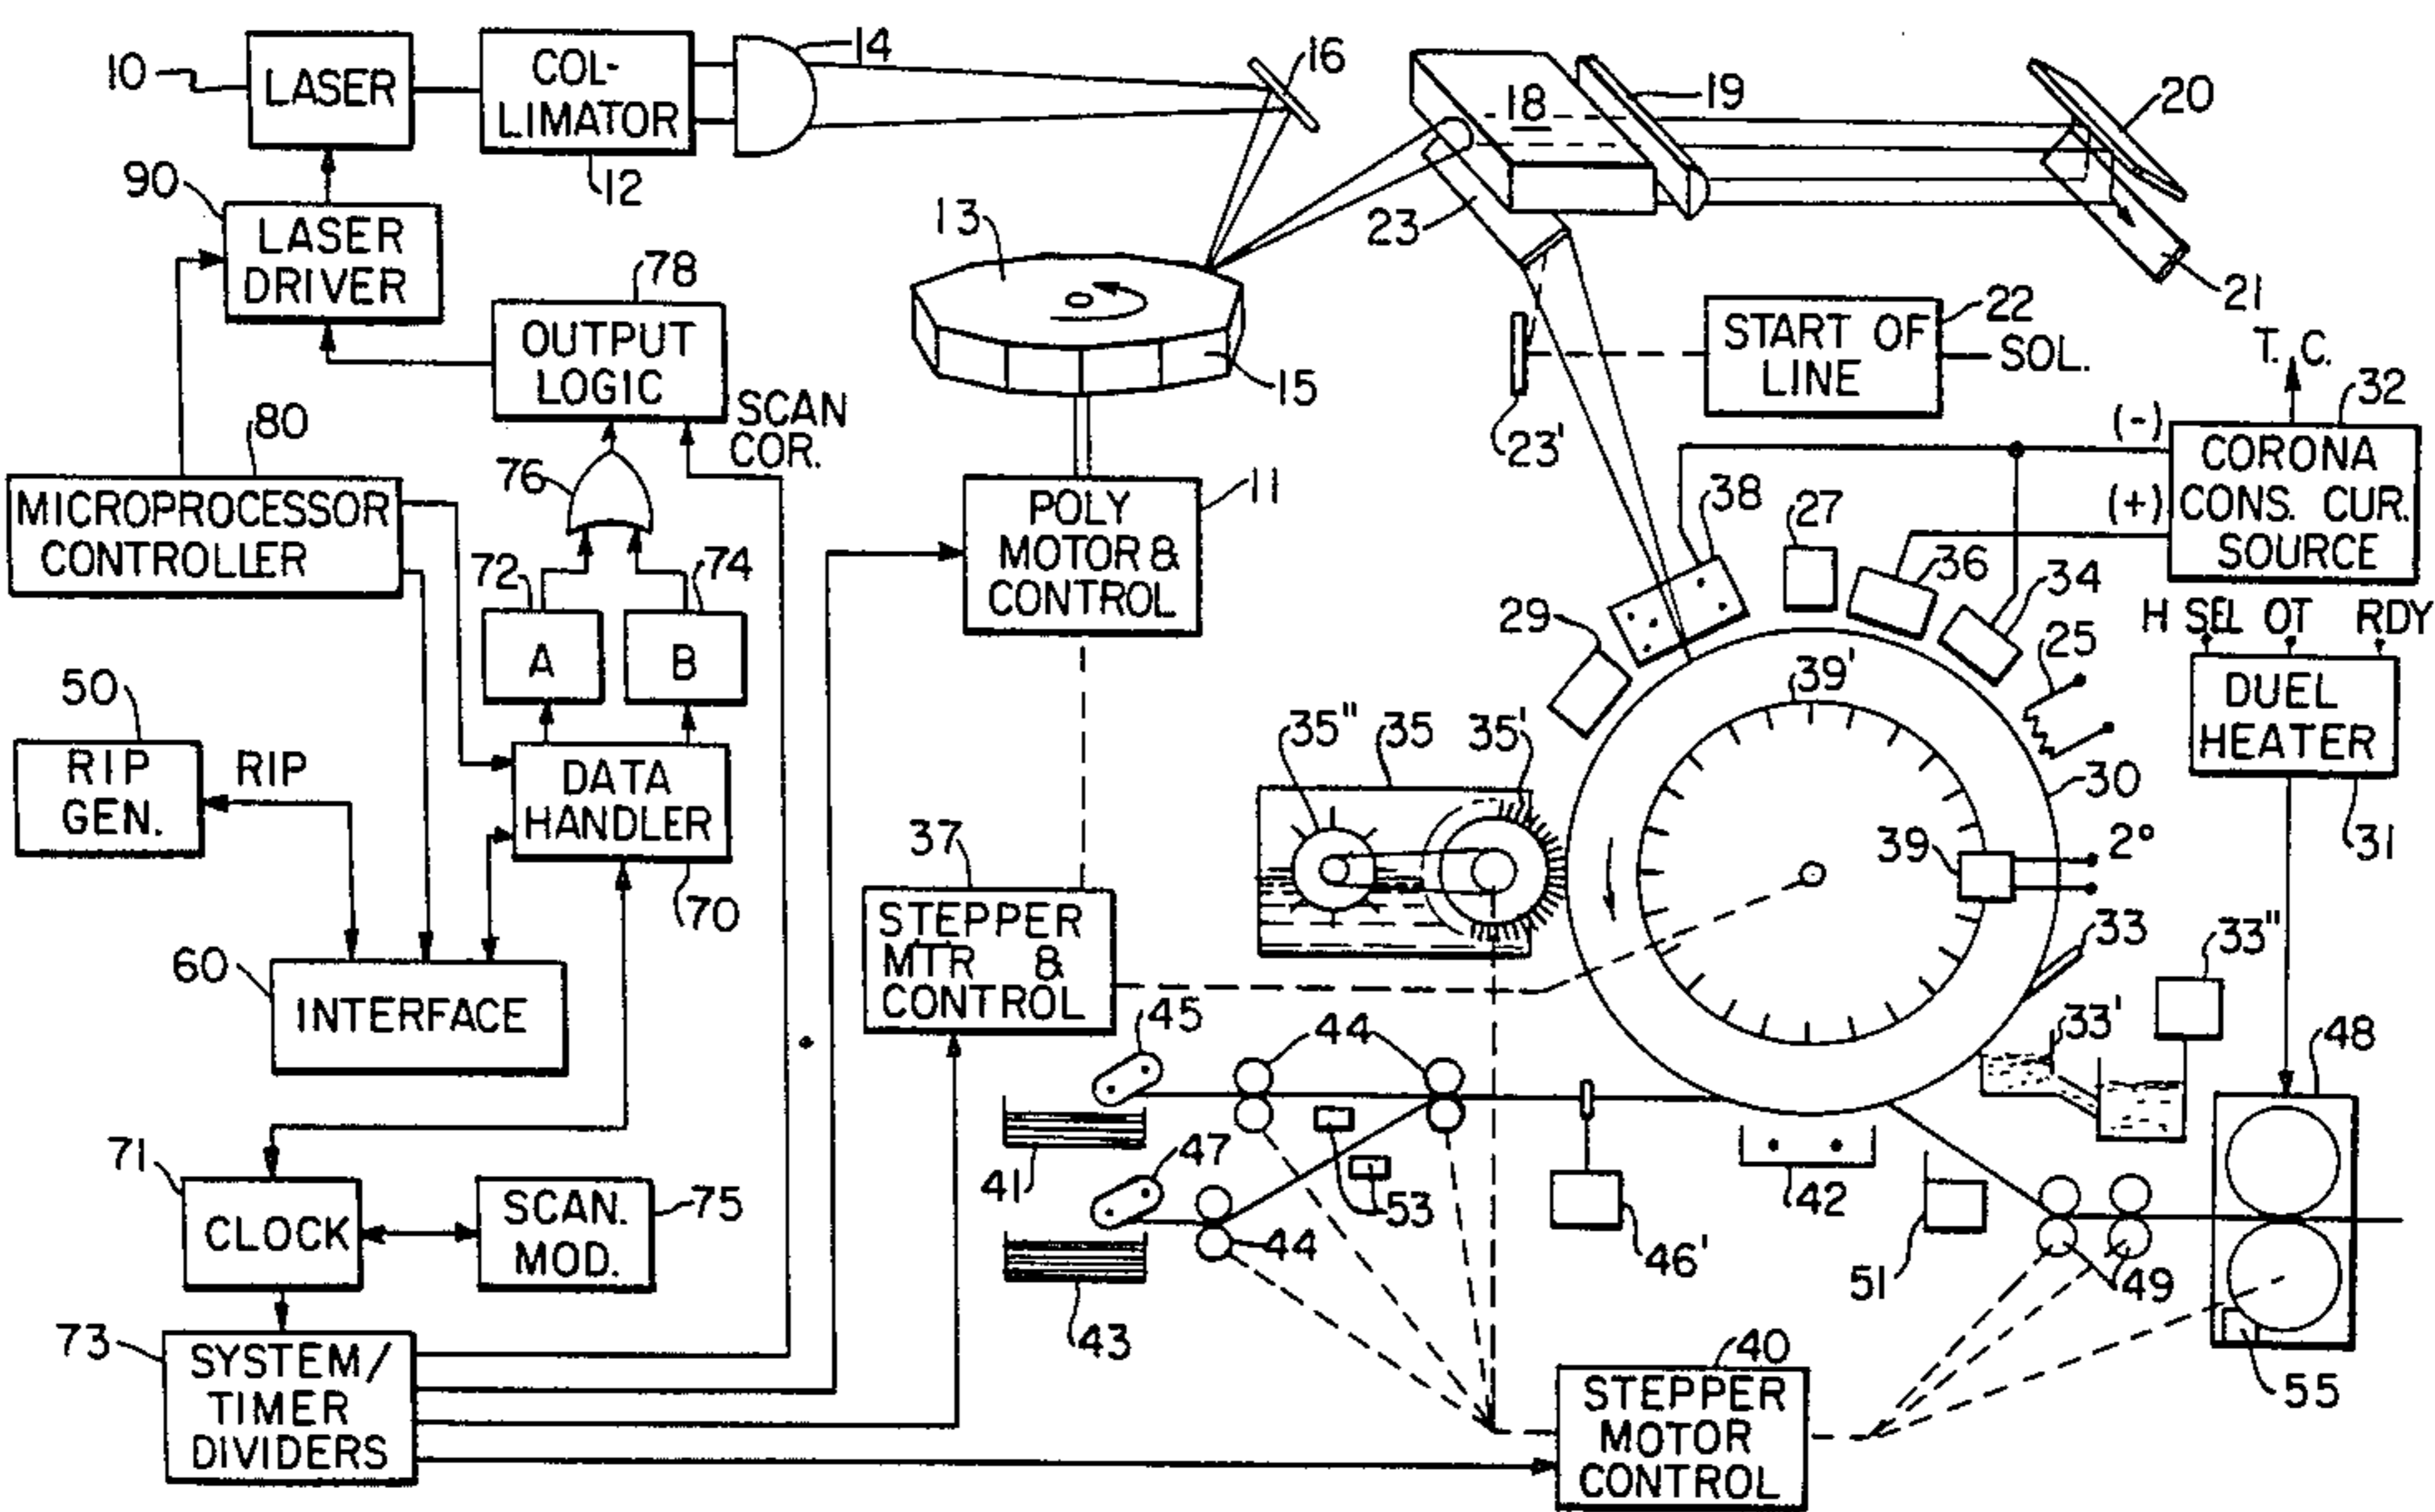 10
LASER
COL-
LIMATOR
12
14
16
18
19
20
21
23
90
LASER
DRIVER
13
15
78
OUTPUT
LOGIC
SCAN
COR.
23'
START OF
LINE
22
SOL.
T. C.
32
(-)
(+)
CORONA
CONS. CUR.
SOURCE
80
MICROPROCESSOR
CONTROLLER
76
72
74
A
B
POLY
MOTOR &
CONTROL
11
38
27
36
34
29
25
H SEL OT RDY
DUEL
HEATER
31
50
RIP
GEN.
RIP
DATA
HANDLER
70
35"
35
35'
39'
30
39
2°
37
STEPPER
MTR &
CONTROL
33
33"
33'
60
INTERFACE
45
44
41
47
53
44
43
46'
42
51
49
48
55
71
CLOCK
SCAN.
MOD.
75
73
SYSTEM/
TIMER
DIVIDERS
40
STEPPER
MOTOR
CONTROL